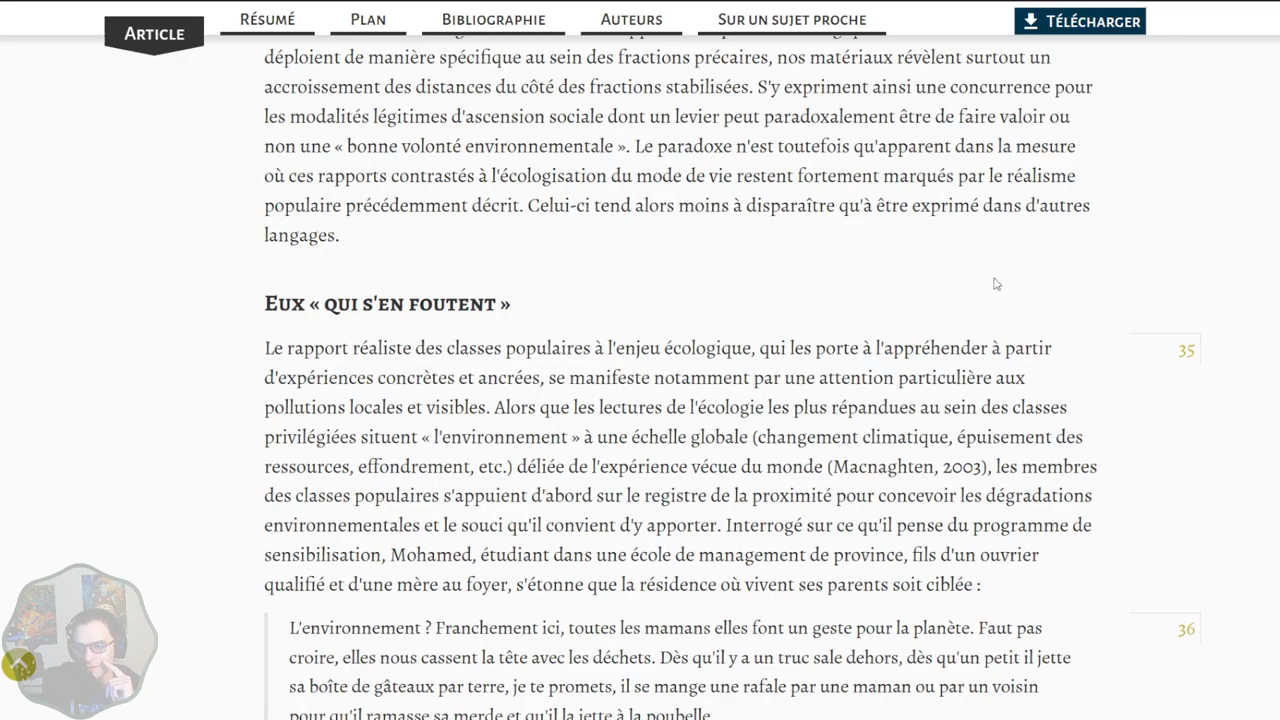 ARTICLE
RÉSUMÉ
PLAN
BIBLIOGRAPHIE
AUTEURS
SUR UN SUJET PROCHE
TÉLÉCHARGER
déploient de manière spécifique au sein des fractions précaires, nos matériaux révèlent surtout un
accroissement des distances du côté des fractions stabilisées. S'y expriment ainsi une concurrence pour
les modalités légitimes d'ascension sociale dont un levier peut paradoxalement être de faire valoir ou
non une « bonne volonté environnementale ». Le paradoxe n'est toutefois qu'apparent dans la mesure
où ces rapports contrastés à l'écologisation du mode de vie restent fortement marqués par le réalisme
populaire précédemment décrit. Celui-ci tend alors moins à disparaître qu'à être exprimé dans d'autres
langages.
EUX « QUI S'EN FOUTENT »
Le rapport réaliste des classes populaires à l'enjeu écologique, qui les porte à l'appréhender à partir
35
d'expériences concrètes et ancrées, se manifeste notamment par une attention particulière aux
pollutions locales et visibles. Alors que les lectures de l'écologie les plus répandues au sein des classes
privilégiées situent « l'environnement » à une échelle globale (changement climatique, épuisement des
ressources, effondrement, etc.) déliée de l'expérience vécue du monde (Macnaghten, 2003), les membres
des classes populaires s'appuient d'abord sur le registre de la proximité pour concevoir les dégradations
environnementales et le souci qu'il convient d'y apporter. Interrogé sur ce qu'il pense du programme de
sensibilisation, Mohamed, étudiant dans une école de management de province, fils d'un ouvrier
qualifié et d'une mère au foyer, s'étonne que la résidence où vivent ses parents soit ciblée :
L'environnement ? Franchement ici, toutes les mamans elles font un geste pour la planète. Faut pas
36
croire, elles nous cassent la tête avec les déchets. Dès qu'il y a un truc sale dehors, dès qu'un petit il jette
sa boîte de gâteaux par terre, je te promets, il se mange une rafale par une maman ou par un voisin
pour qu'il ramasse sa merde et qu'il la jette à la poubelle